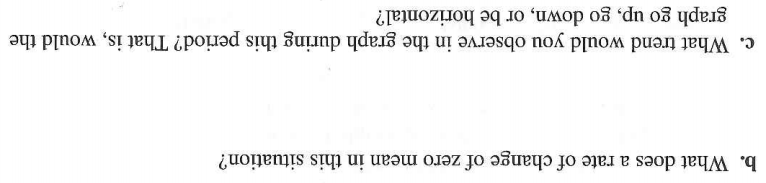 b. What does a rate of change of zero mean in this situation?
c. What trend would you observe in the graph during this period? That is, would the
graph go up, go down, or be horizontal?